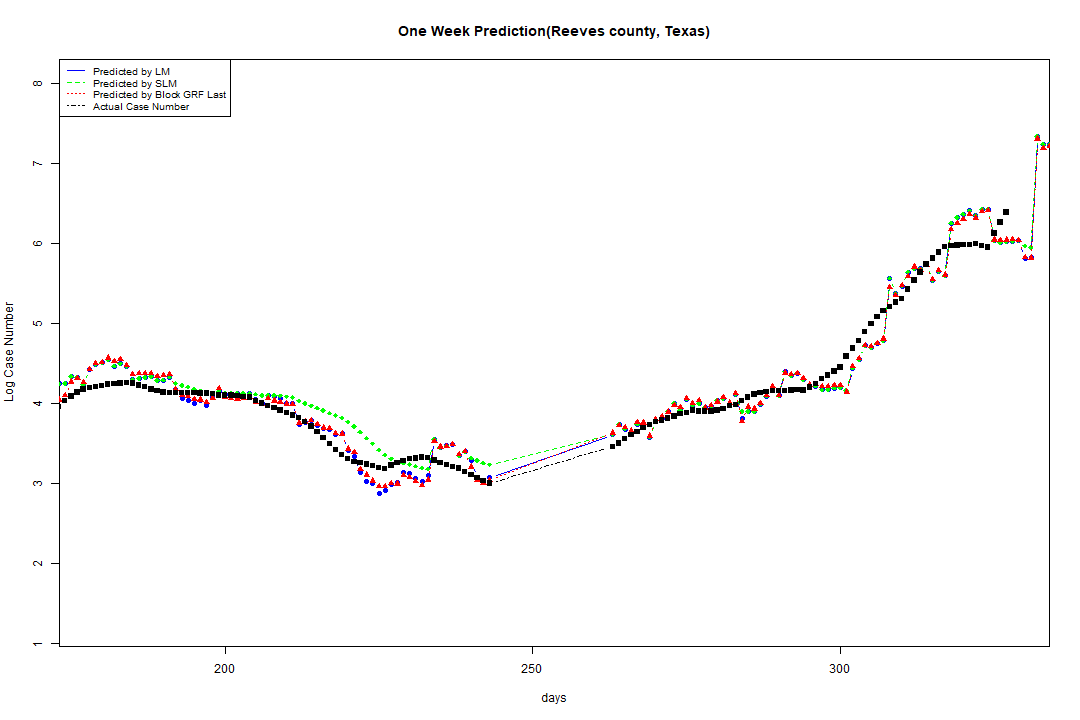 One Week Prediction(Reeves county, Texas)
Predicted by LM
Predicted by SLM
Predicted by Block GRF Last
Actual Case Number
8
7
6
5
4
3
2
1
Log Case Number
200 250 300
days